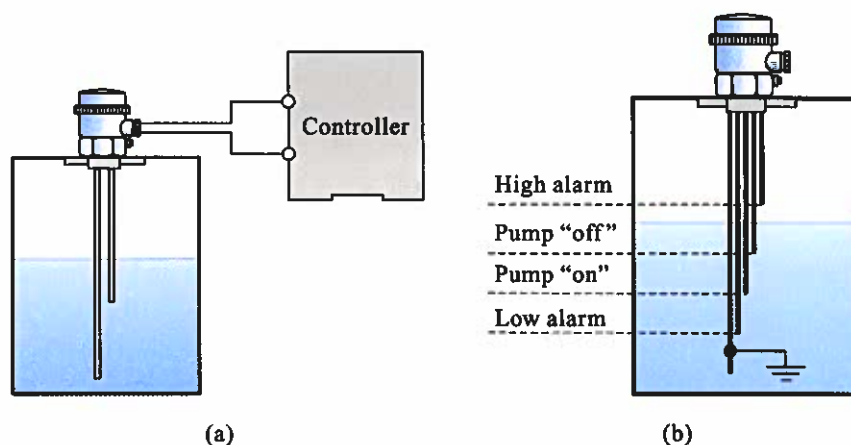 Controller
High alarm
Pump “off”
Pump “on”
Low alarm
(a)
(b)